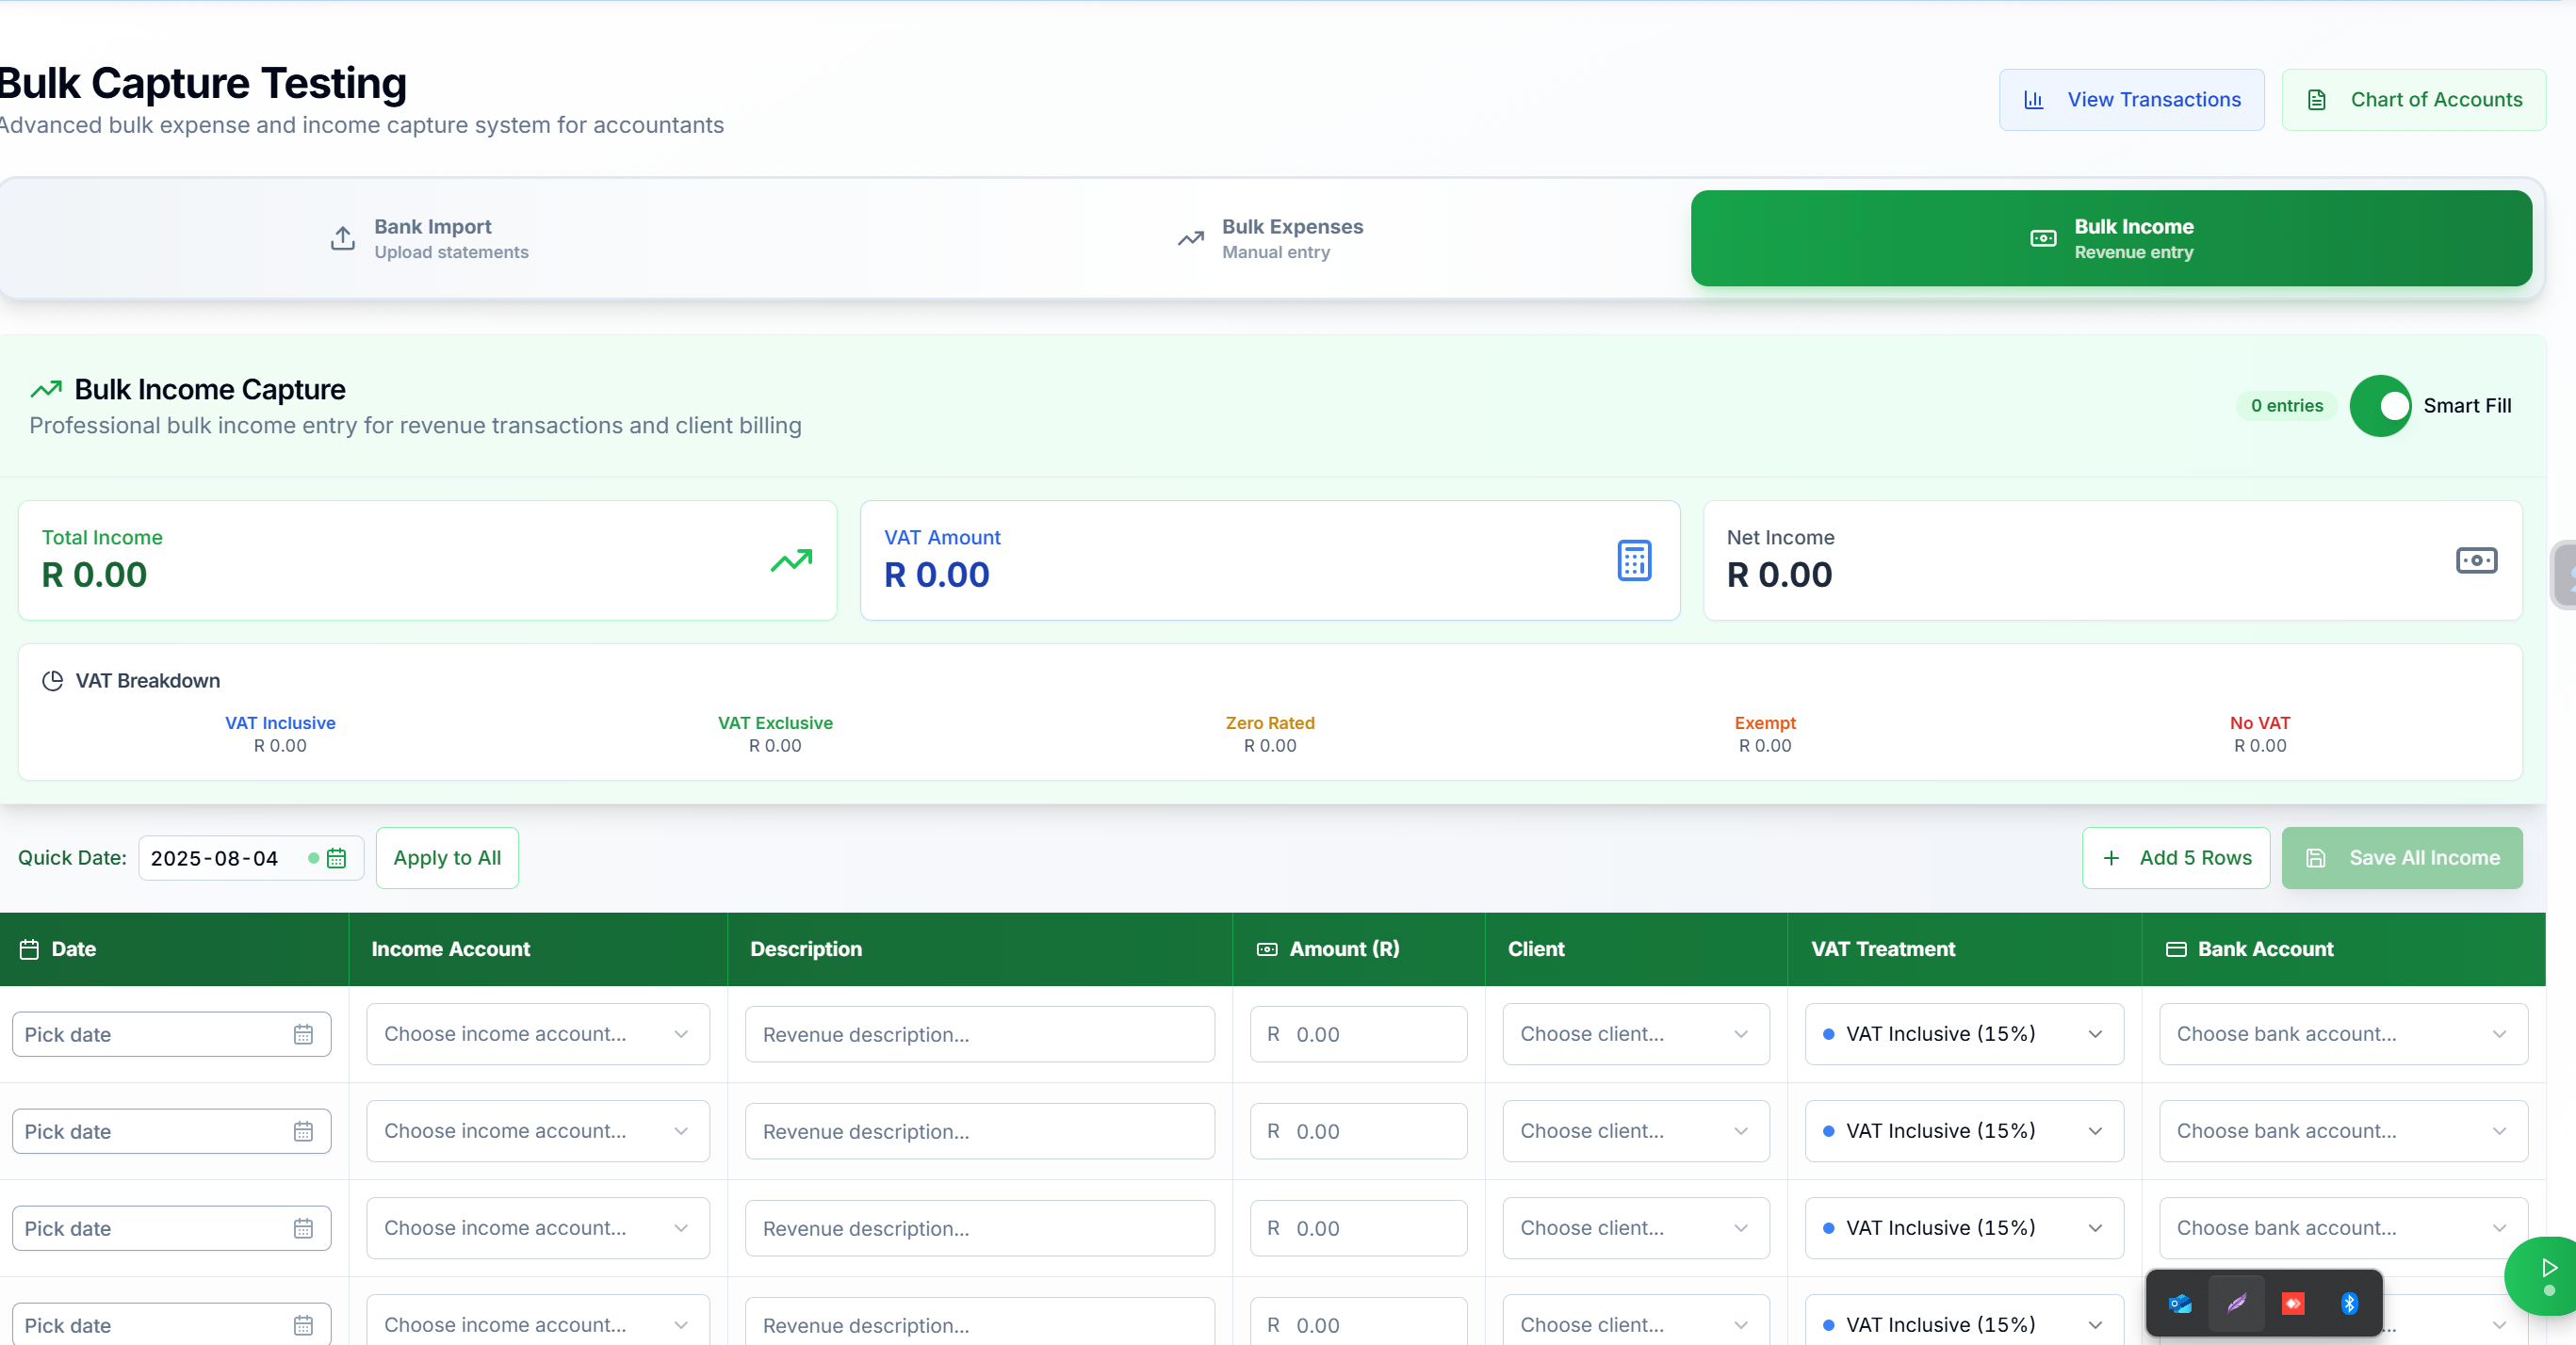 Bulk Capture Testing
Advanced bulk expense and income capture system for accountants
View Transactions
Chart of Accounts
Bank Import
Upload statements
Bulk Expenses
Manual entry
Bulk Income
Revenue entry
Bulk Income Capture
Professional bulk income entry for revenue transactions and client billing
0 entries
Smart Fill
Total Income
R 0.00
VAT Amount
R 0.00
Net Income
R 0.00
VAT Breakdown
VAT Inclusive
R 0.00
VAT Exclusive
R 0.00
Zero Rated
R 0.00
Exempt
R 0.00
No VAT
R 0.00
Quick Date: 2025-08-04 Apply to All
Add 5 Rows
Save All Income
Date Income Account Description Amount (R) Client VAT Treatment Bank Account
Pick date Choose income account... Revenue description... R 0.00 Choose client... VAT Inclusive (15%) Choose bank account...
Pick date Choose income account... Revenue description... R 0.00 Choose client... VAT Inclusive (15%) Choose bank account...
Pick date Choose income account... Revenue description... R 0.00 Choose client... VAT Inclusive (15%) Choose bank account...
Pick date Choose income account... Revenue description... R 0.00 Choose client... VAT Inclusive (15%) ...